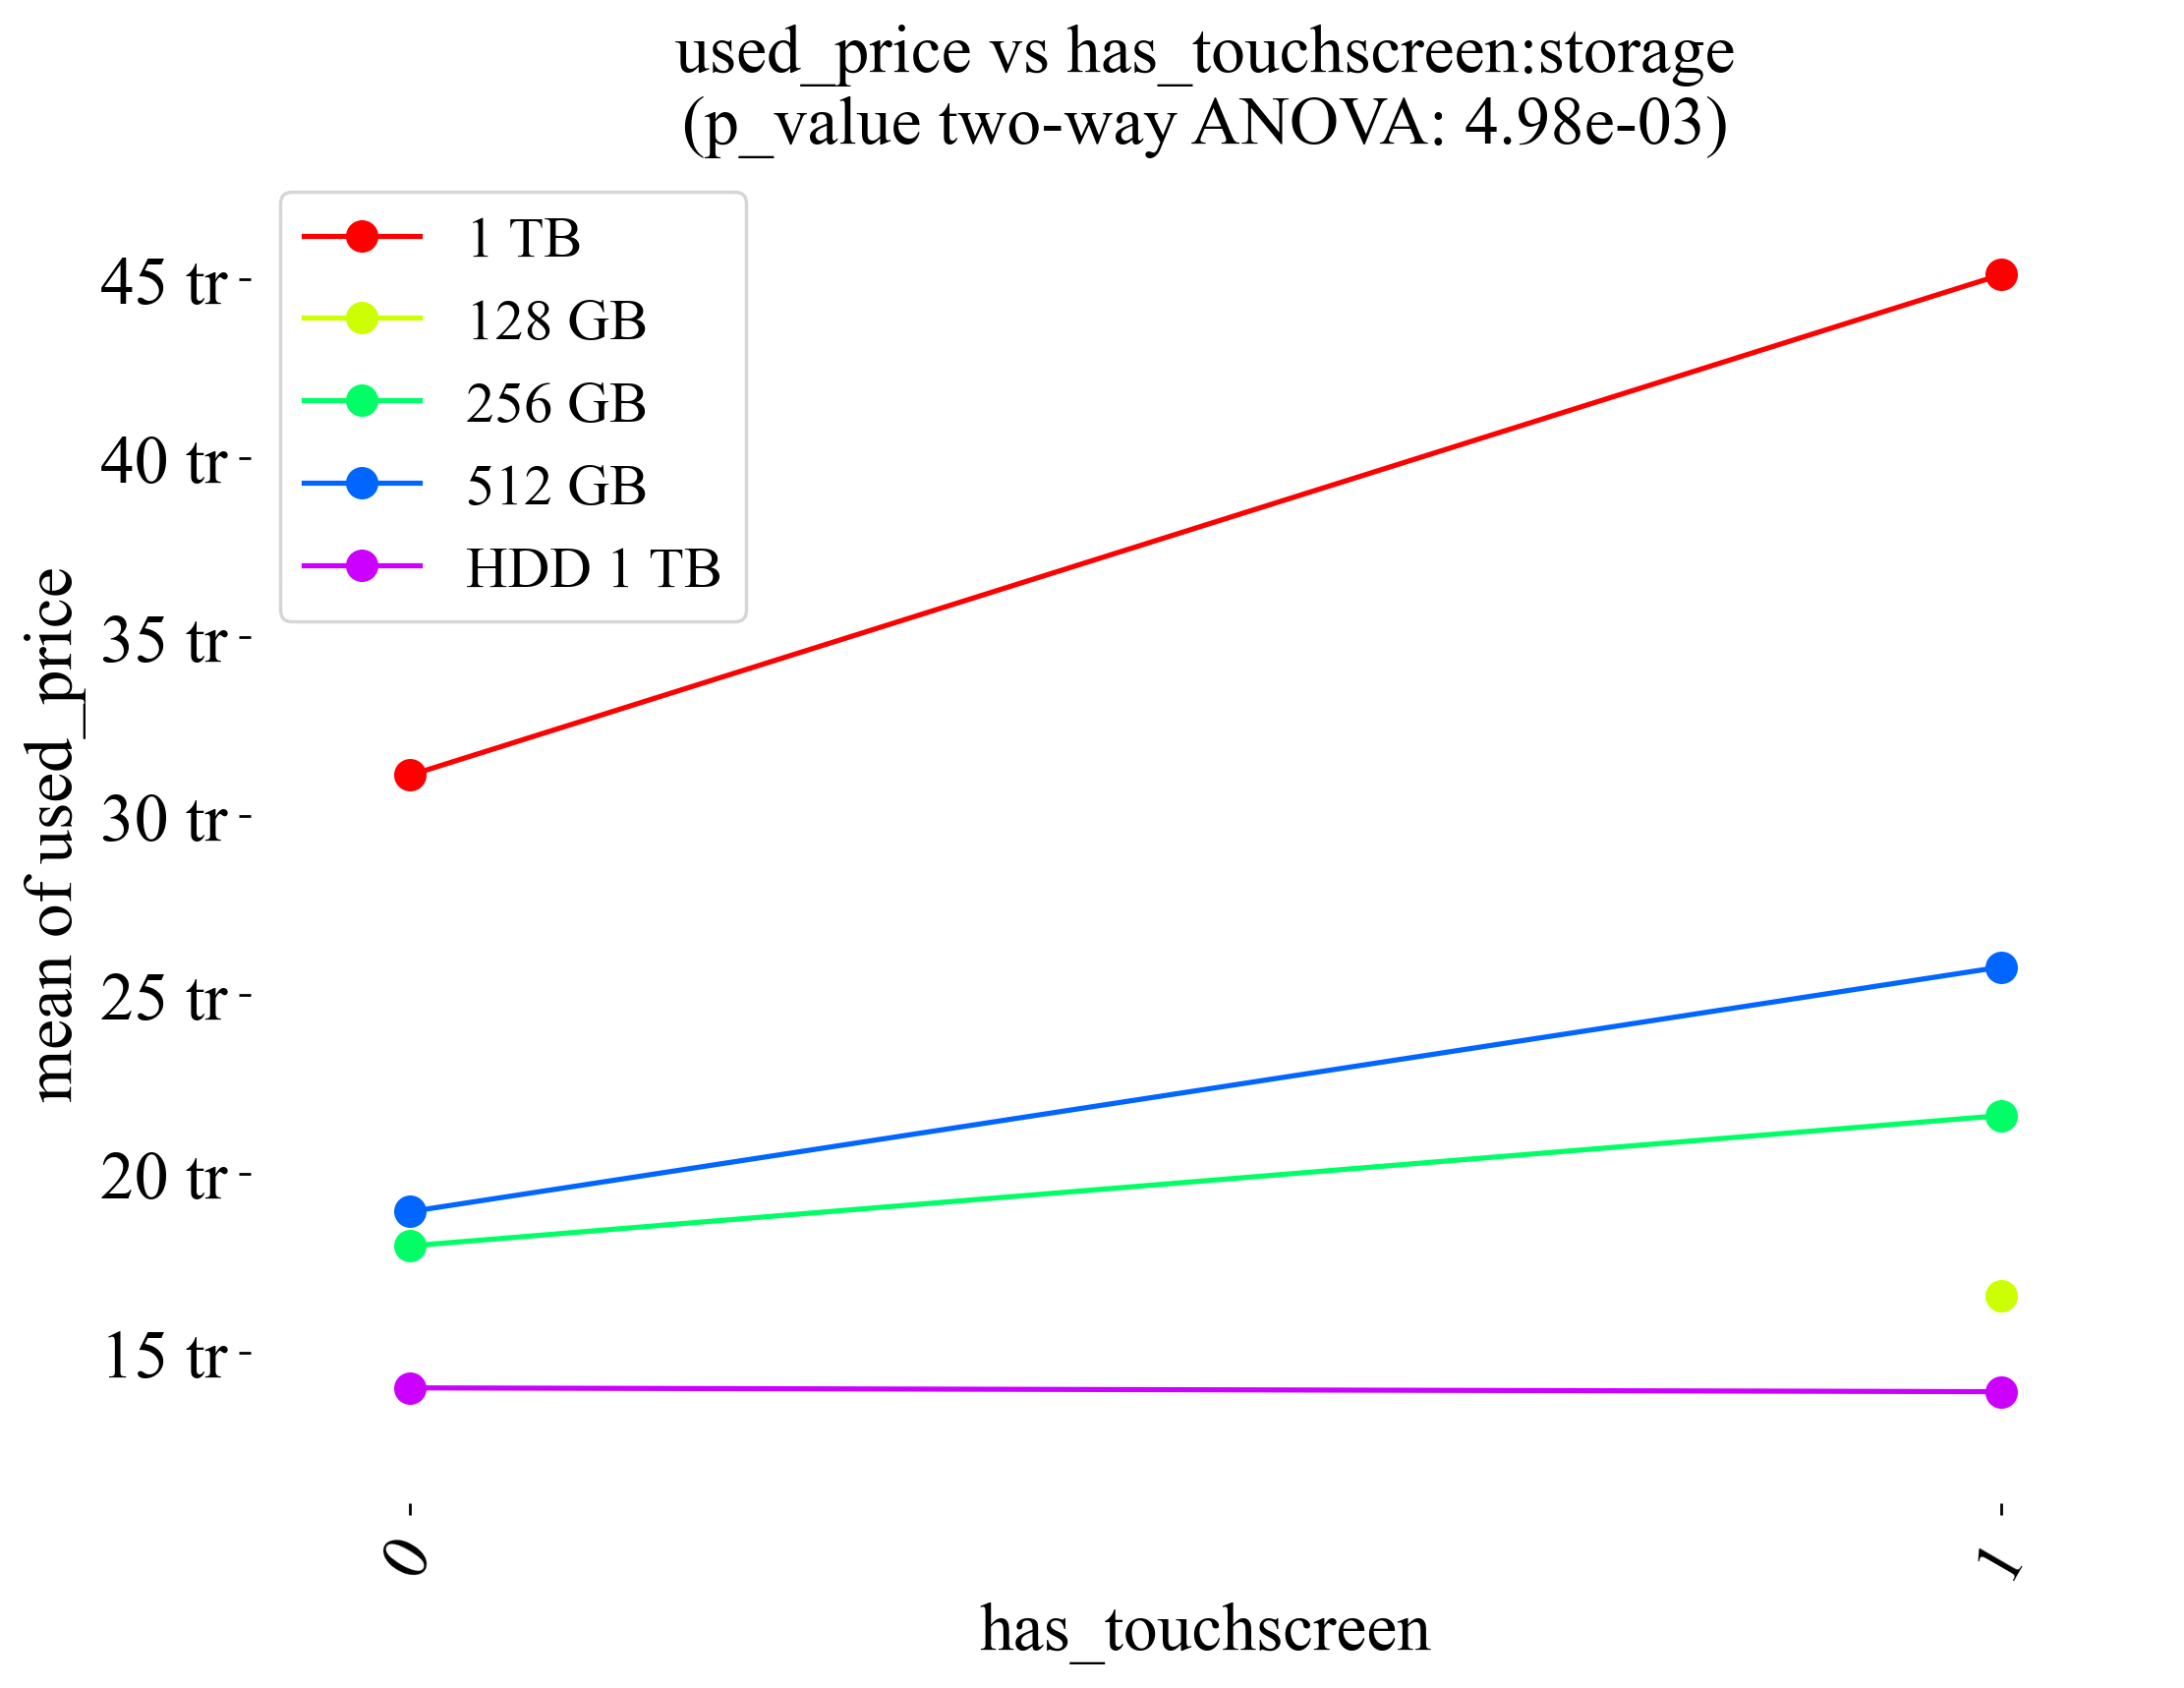 used_price vs has_touchscreen:storage
(p_value two-way ANOVA: 4.98e-03)
1 TB
128 GB
256 GB
512 GB
HDD 1 TB
45 tr
40 tr
35 tr
30 tr
25 tr
20 tr
15 tr
mean of used_price
0
1
has_touchscreen